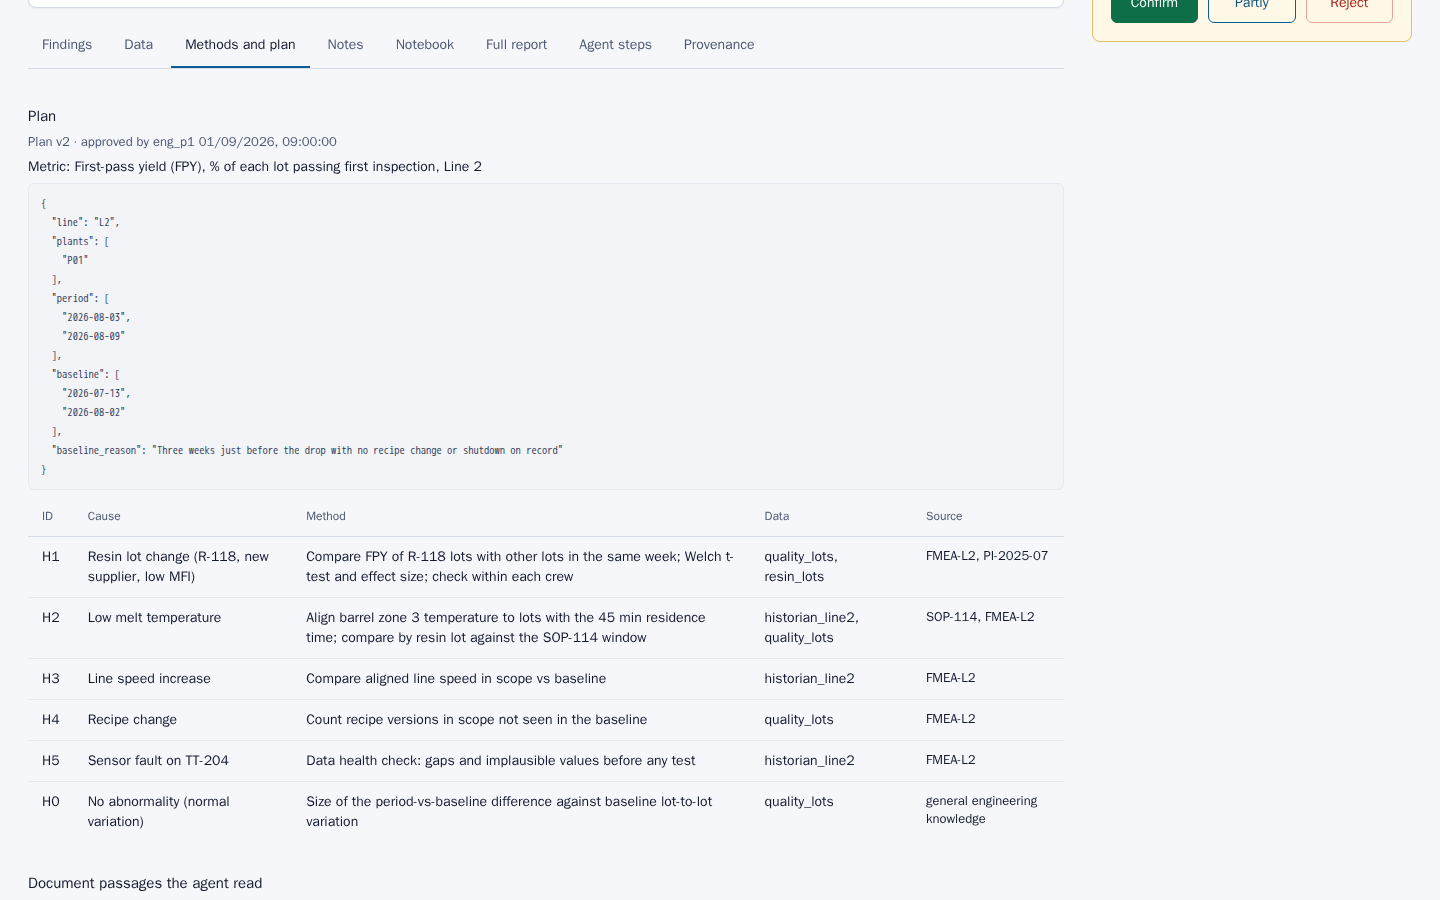 Confirm Partly Reject
Findings Data Methods and plan Notes Notebook Full report Agent steps Provenance
Plan
Plan v2 · approved by eng_p1 01/09/2026, 09:00:00
Metric: First-pass yield (FPY), % of each lot passing first inspection, Line 2
{
"line": "L2",
"plants": [
"P01"
],
"period": [
"2026-08-03",
"2026-08-09"
],
"baseline": [
"2026-07-13",
"2026-08-02"
],
"baseline_reason": "Three weeks just before the drop with no recipe change or shutdown on record"
}
ID Cause Method Data Source
H1 Resin lot change (R-118, new Compare FPY of R-118 lots with other lots in the same week; Welch t- quality_lots, FMEA-L2, PI-2025-07
supplier, low MFI) test and effect size; check within each crew resin_lots
H2 Low melt temperature Align barrel zone 3 temperature to lots with the 45 min residence historian_line2, SOP-114, FMEA-L2
time; compare by resin lot against the SOP-114 window quality_lots
H3 Line speed increase Compare aligned line speed in scope vs baseline historian_line2 FMEA-L2
H4 Recipe change Count recipe versions in scope not seen in the baseline quality_lots FMEA-L2
H5 Sensor fault on TT-204 Data health check: gaps and implausible values before any test historian_line2 FMEA-L2
H0 No abnormality (normal Size of the period-vs-baseline difference against baseline lot-to-lot quality_lots general engineering
variation) variation knowledge
Document passages the agent read